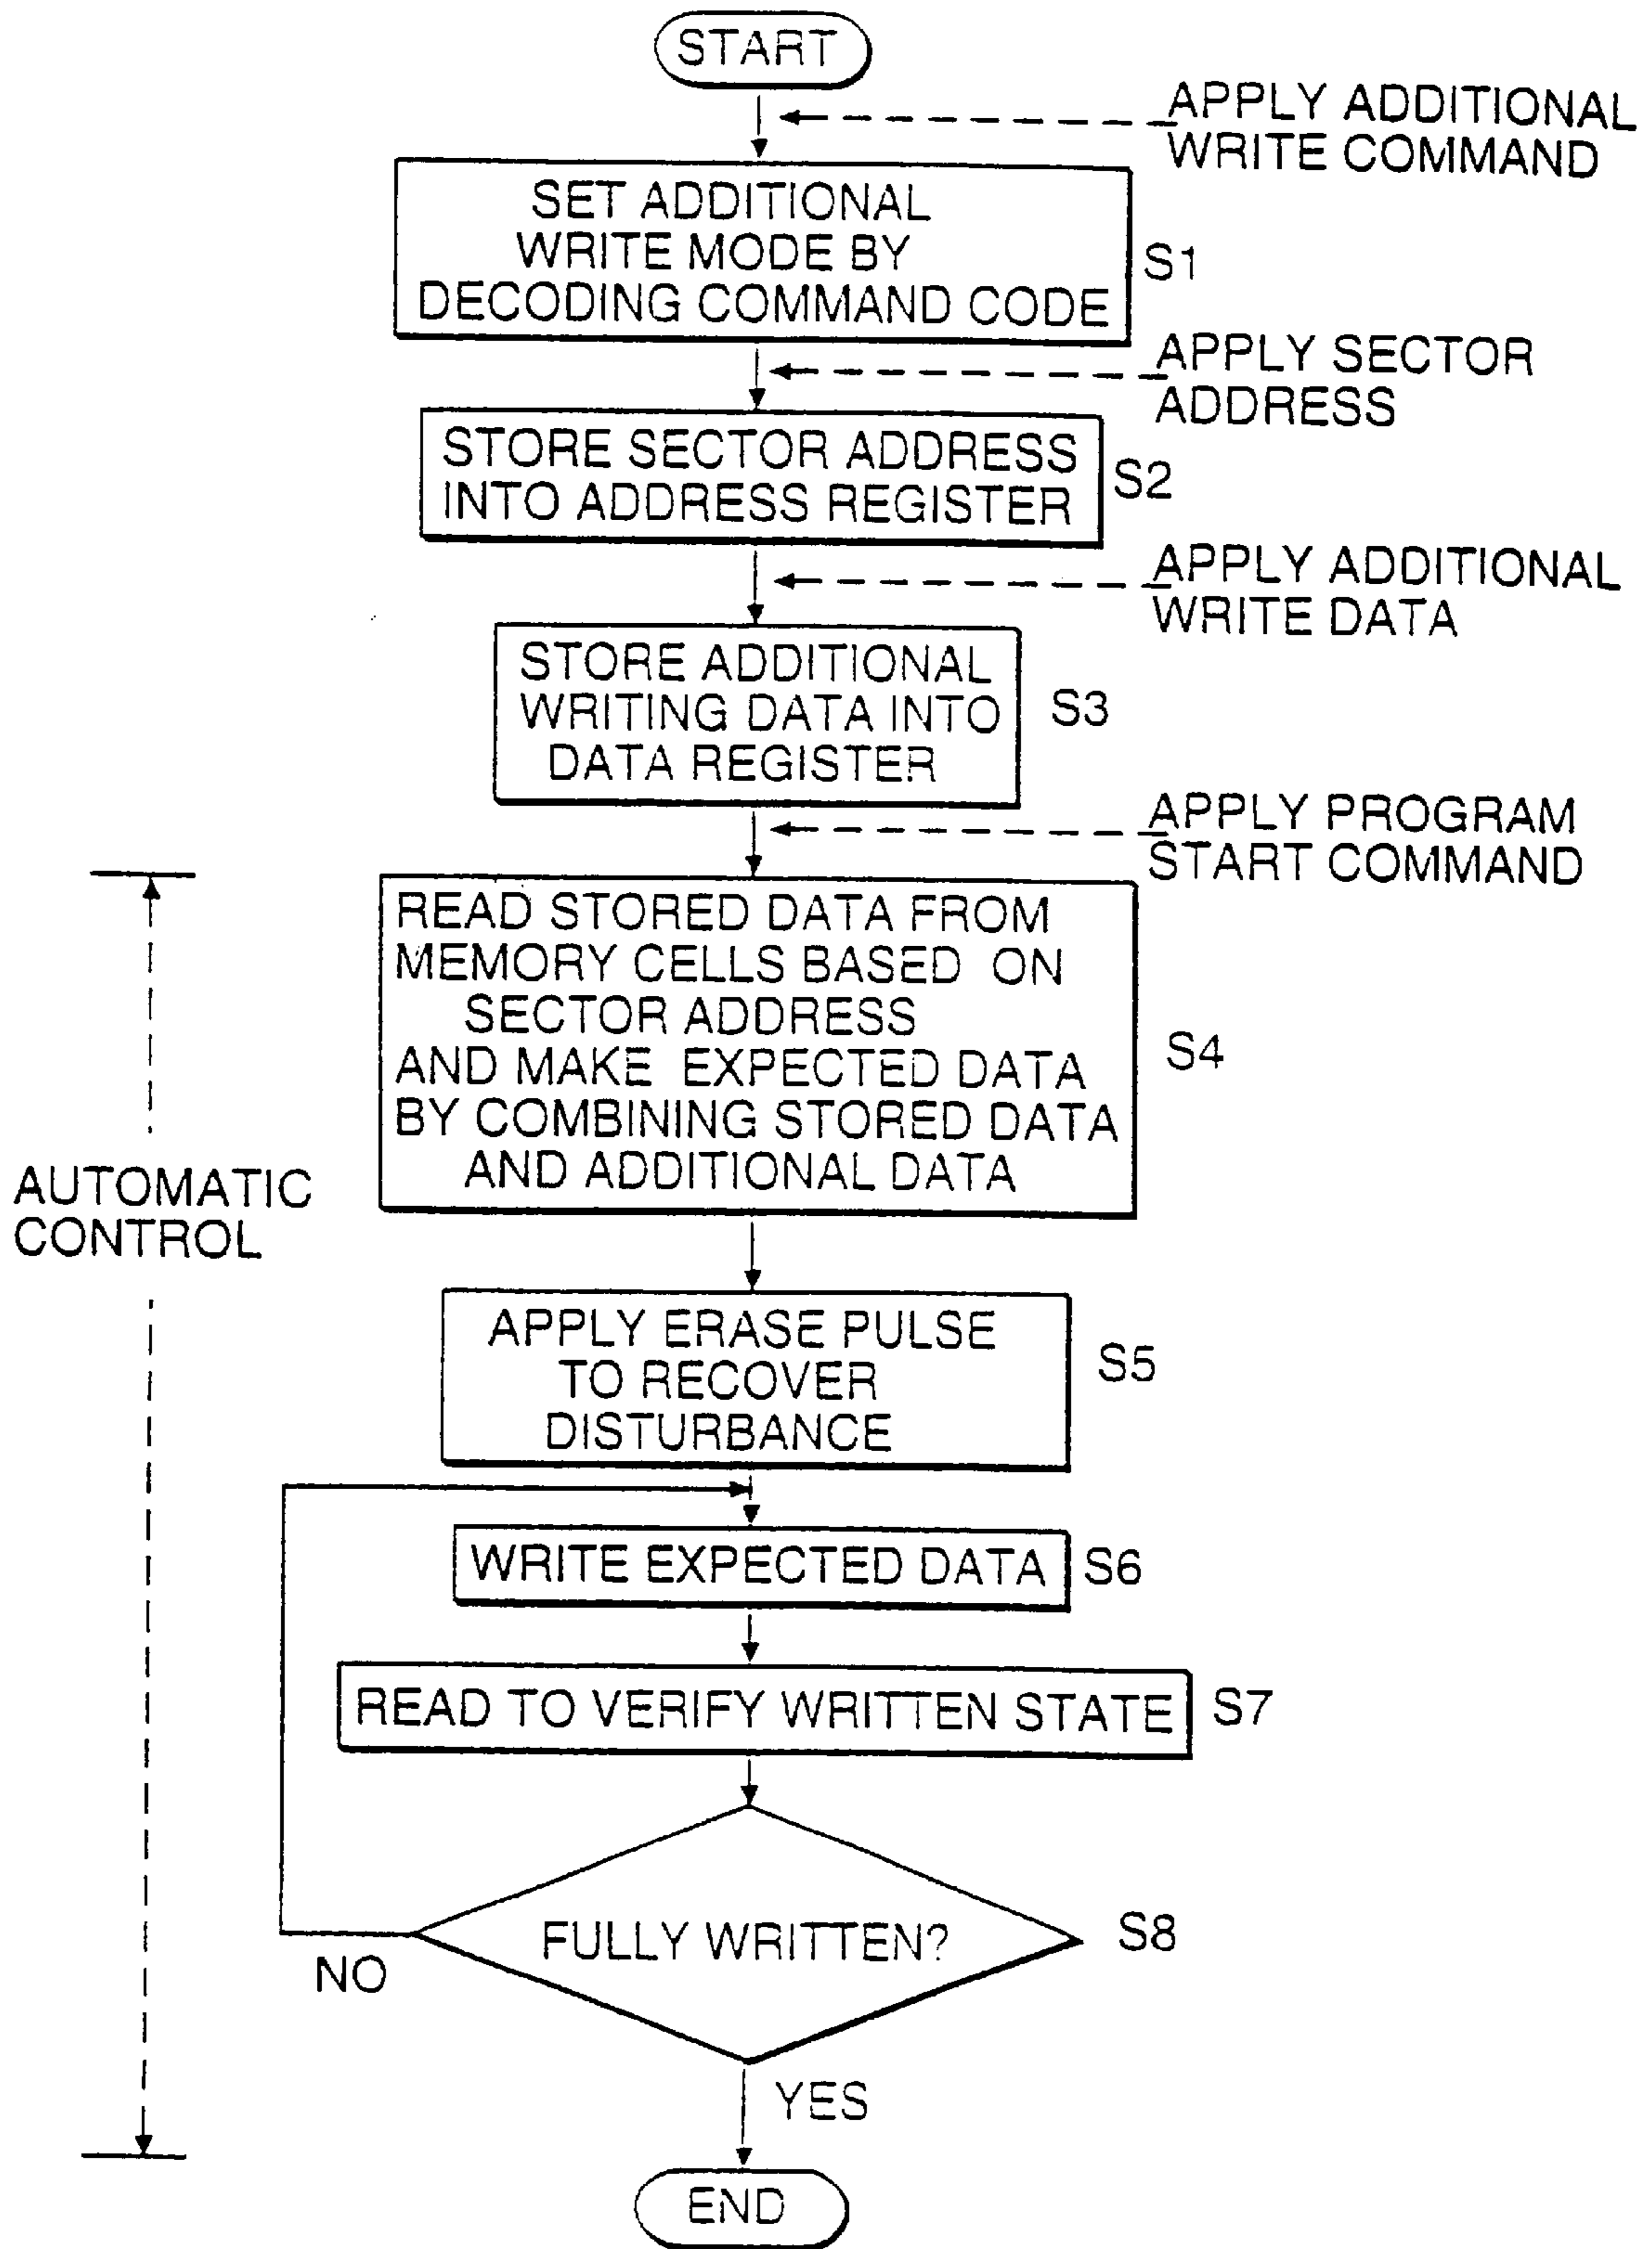 START
APPLY ADDITIONAL
WRITE COMMAND
SET ADDITIONAL
WRITE MODE BY
DECODING COMMAND CODE
S1
APPLY SECTOR
ADDRESS
STORE SECTOR ADDRESS
INTO ADDRESS REGISTER
S2
APPLY ADDITIONAL
WRITE DATA
STORE ADDITIONAL
WRITING DATA INTO
DATA REGISTER
S3
APPLY PROGRAM
START COMMAND
READ STORED DATA FROM
MEMORY CELLS BASED ON
SECTOR ADDRESS
AND MAKE EXPECTED DATA
BY COMBINING STORED DATA
AND ADDITIONAL DATA
S4
AUTOMATIC
CONTROL
APPLY ERASE PULSE
TO RECOVER
DISTURBANCE
S5
WRITE EXPECTED DATA
S6
READ TO VERIFY WRITTEN STATE
S7
FULLY WRITTEN?
S8
NO
YES
END